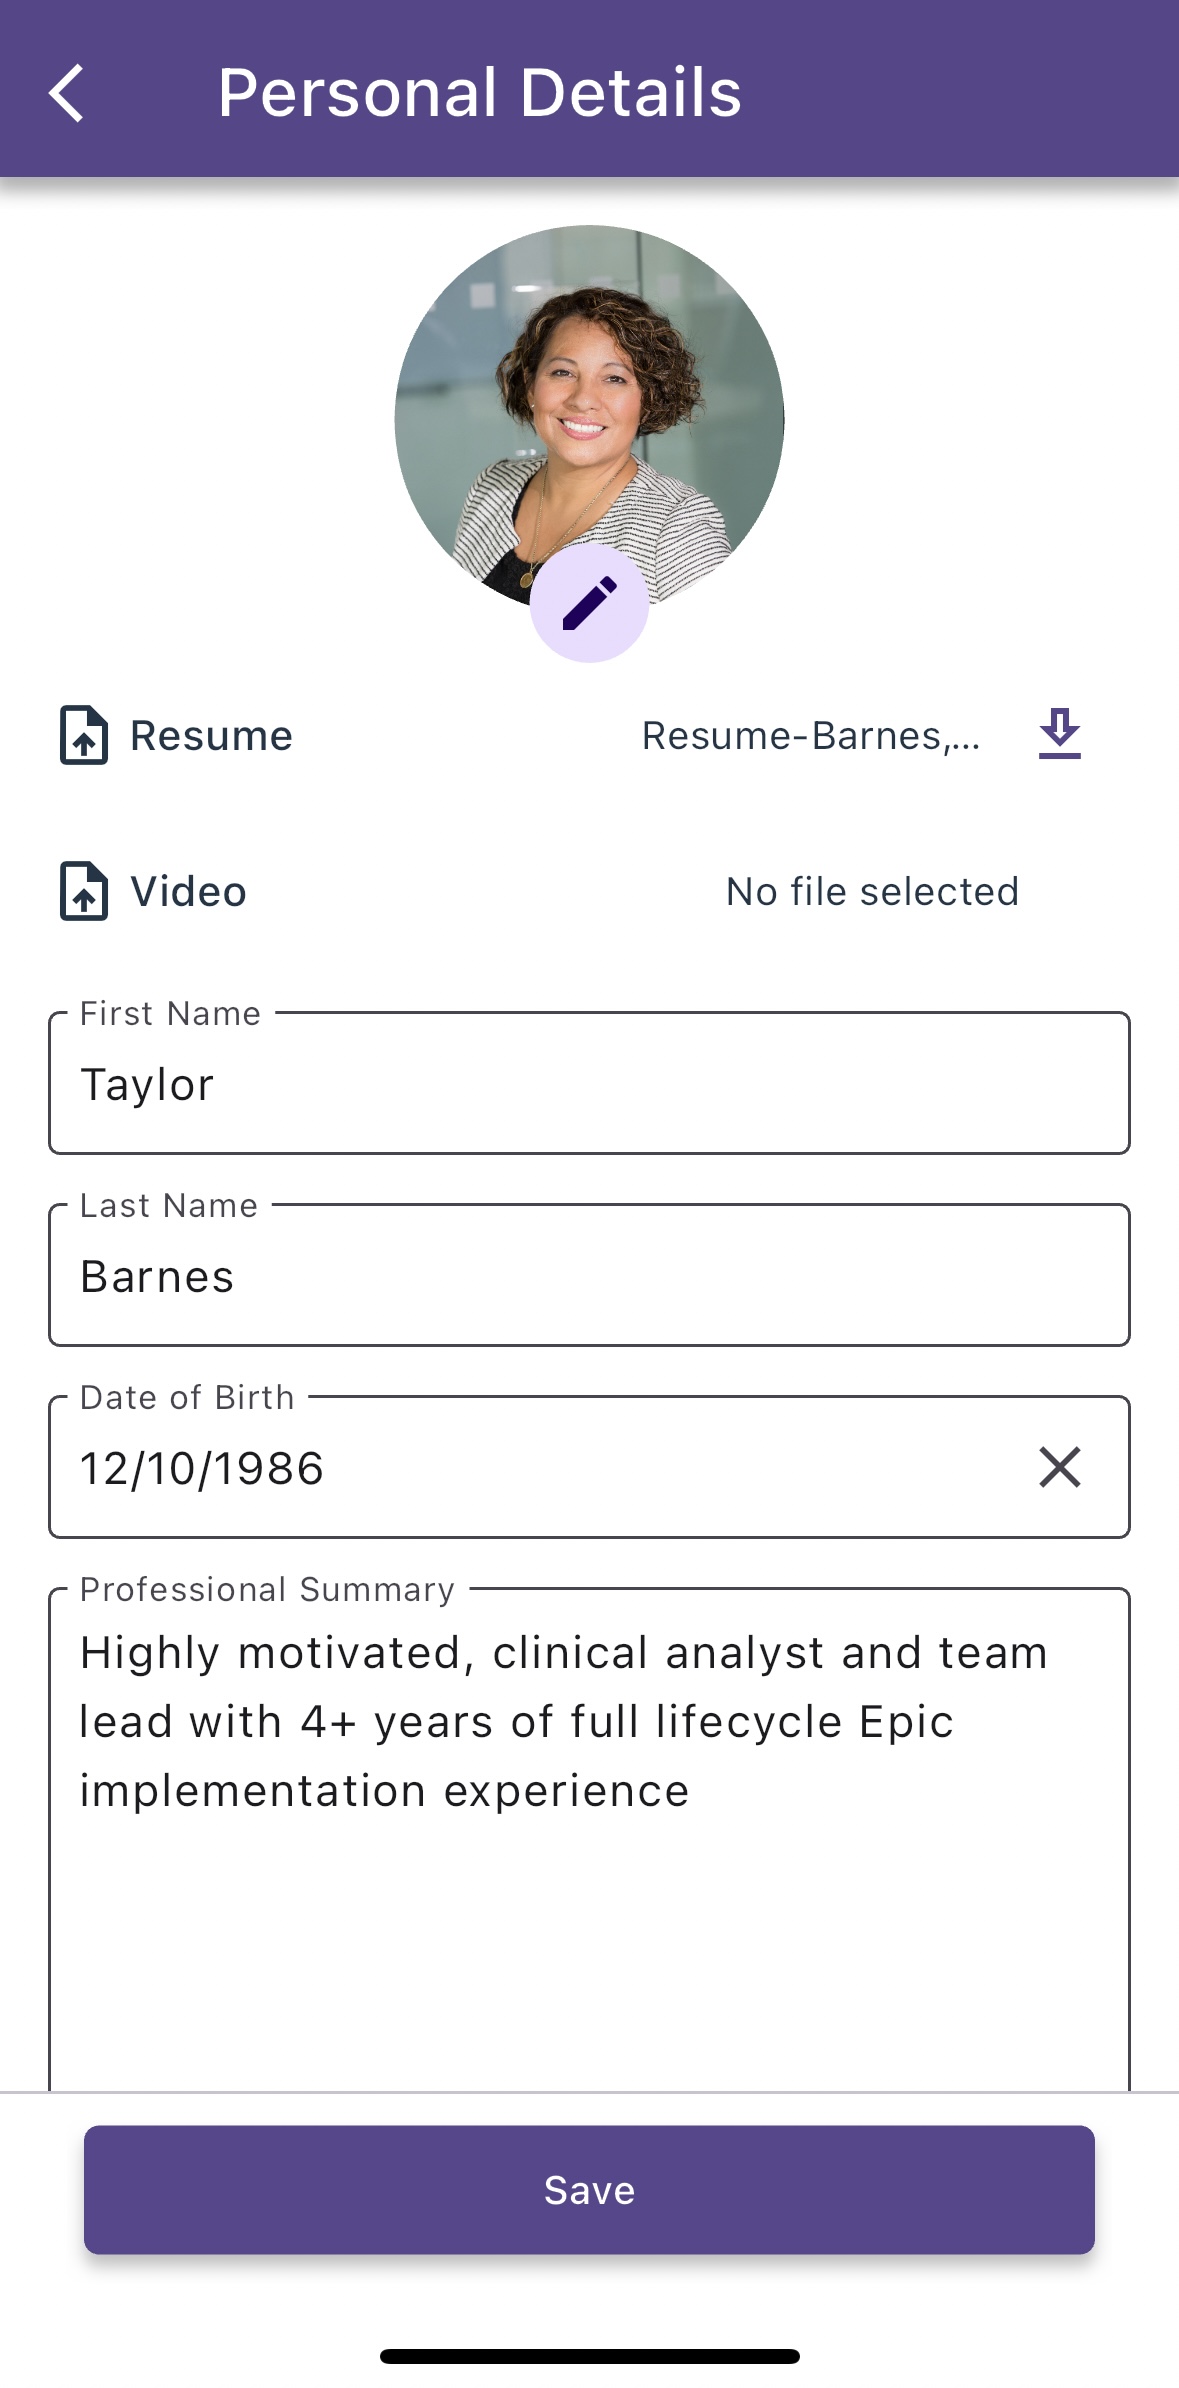 Personal Details
Resume
Resume-Barnes,...
Video
No file selected
First Name
Taylor
Last Name
Barnes
Date of Birth
12/10/1986
Professional Summary
Highly motivated, clinical analyst and team
lead with 4+ years of full lifecycle Epic
implementation experience
Save